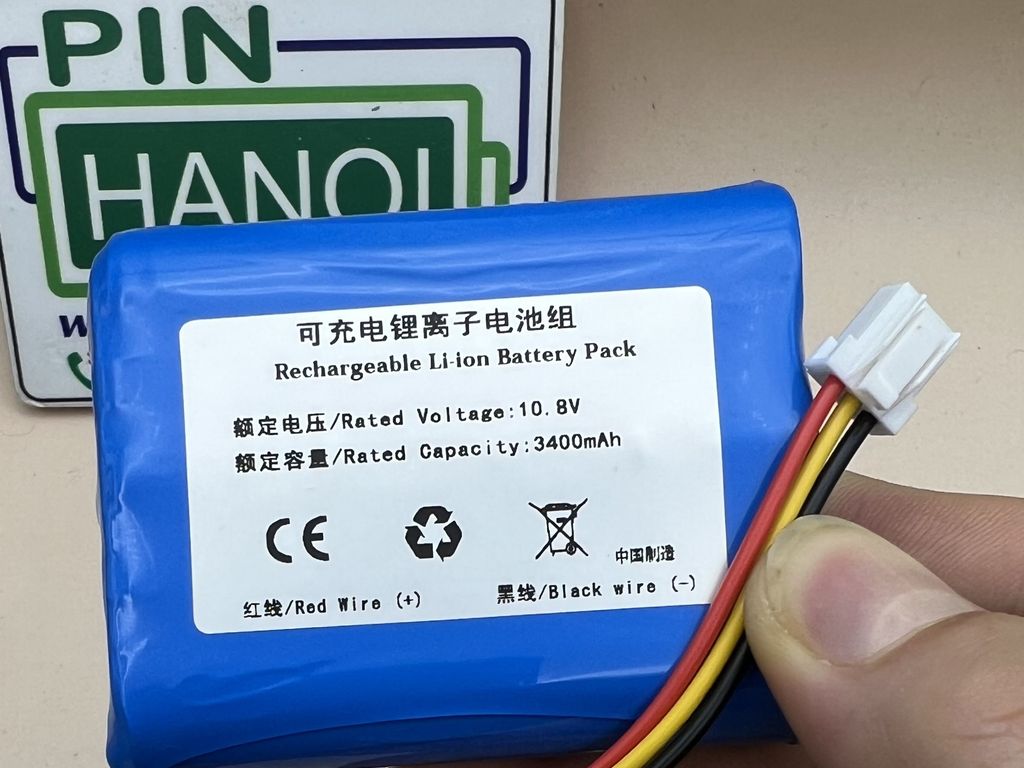 PIN
HANOI
w
可充电锂离子电池组
Rechargeable Li-ion Battery Pack
额定电压/Rated Voltage:10.8V
额定容量/Rated Capacity:3400mAh
CE
中国制造
红线/Red Wire (+)
黑线/Black wire (-)